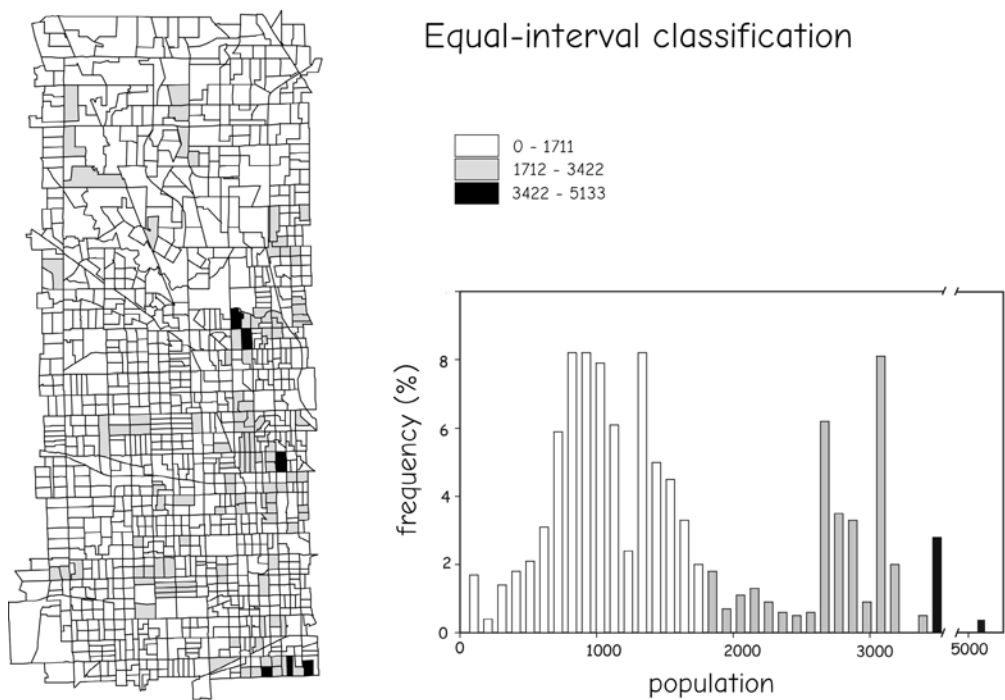 Equal-interval classification
0 - 1711
1712 - 3422
3422 - 5133
frequency (%)
8
6
4
2
0
0 1000 2000 3000 5000
population